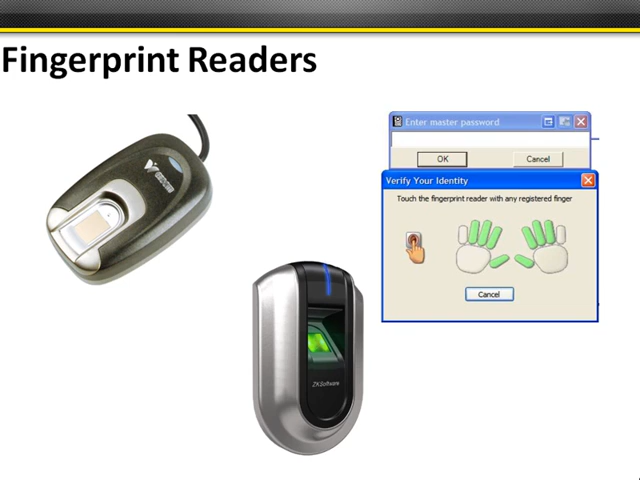 Fingerprint Readers
Enter master password
OK
Cancel
Verify Your Identity
Touch the fingerprint reader with any registered finger
Cancel
ZKSoftware